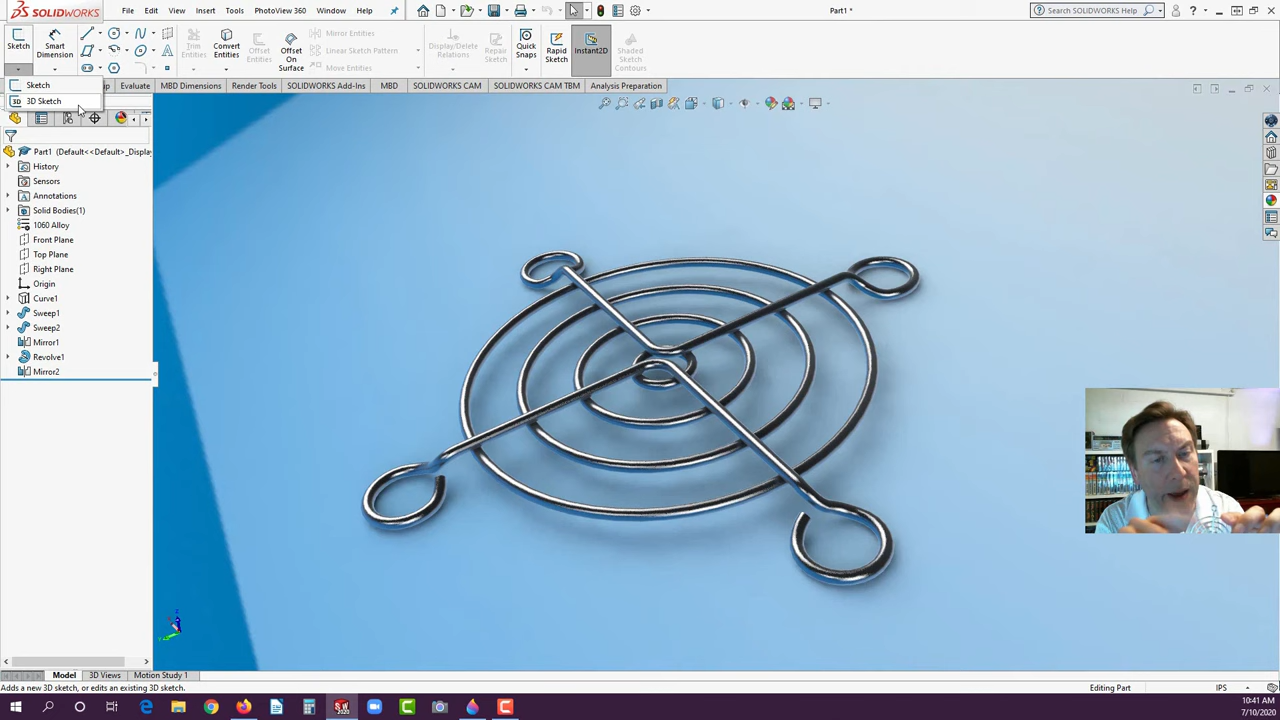 SOLIDWORKS
File Edit View Insert Tools PhotoView 360 Window Help
Part1 *
Search SOLIDWORKS Help
Sketch
Smart Dimension
Trim Entities
Convert Entities
Offset Entities
Offset On Surface
Mirror Entities
Linear Sketch Pattern
Move Entities
Display/Delete Relations
Repair Sketch
Quick Snaps
Rapid Sketch
Instant2D
Shaded Sketch Contours
Sketch
3D Sketch
Evaluate MBD Dimensions Render Tools SOLIDWORKS Add-Ins MBD SOLIDWORKS CAM SOLIDWORKS CAM TBM Analysis Preparation
Part1 (Default<<Default>_Display
History
Sensors
Annotations
Solid Bodies(1)
1060 Alloy
Front Plane
Top Plane
Right Plane
Origin
Curve1
Sweep1
Sweep2
Mirror1
Revolve1
Mirror2
Model 3D Views Motion Study 1
Adds a new 3D sketch, or edits an existing 3D sketch.
Editing Part
IPS
10:41 AM
7/10/2020